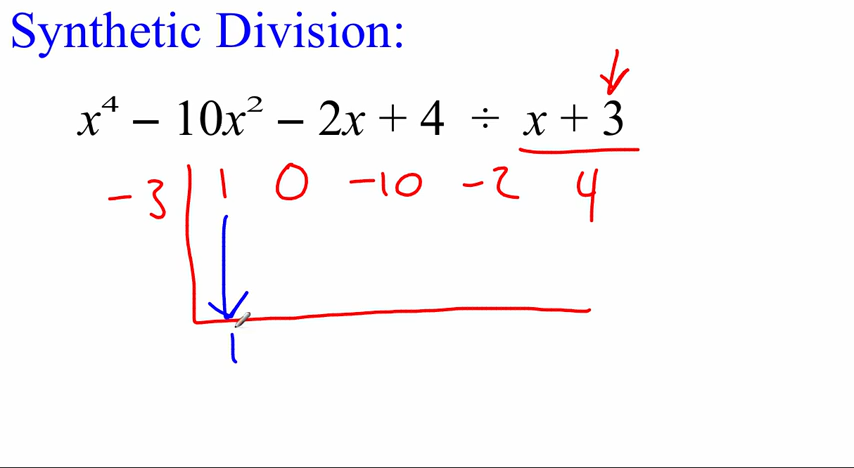 Synthetic Division:
x⁴ – 10x² – 2x + 4 ÷ x + 3
-3 | 1 0 -10 -2 4
1